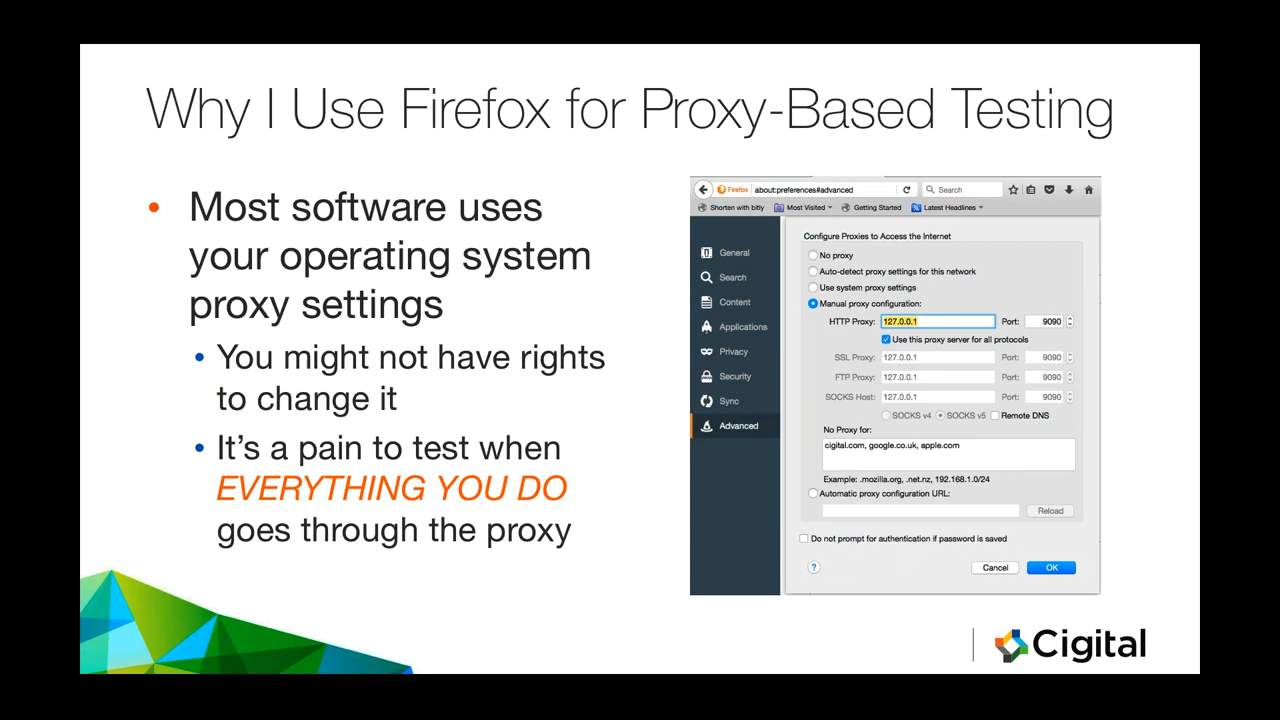 Why I Use Firefox for Proxy-Based Testing
• Most software uses
your operating system
proxy settings
• You might not have rights
to change it
• It's a pain to test when
EVERYTHING YOU DO
goes through the proxy
Firefox about:preferences#advanced Search
Shorten with bitly Most Visited Getting Started Latest Headlines
General
Search
Content
Applications
Privacy
Security
Sync
Advanced
Configure Proxies to Access the Internet
No proxy
Auto-detect proxy settings for this network
Use system proxy settings
Manual proxy configuration:
HTTP Proxy: 127.0.0.1 Port: 9090
Use this proxy server for all protocols
SSL Proxy: 127.0.0.1 Port: 9090
FTP Proxy: 127.0.0.1 Port: 9090
SOCKS Host: 127.0.0.1 Port: 9090
SOCKS v4 SOCKS v5 Remote DNS
No Proxy for:
cigital.com, google.co.uk, apple.com
Example: .mozilla.org, .net.nz, 192.168.1.0/24
Automatic proxy configuration URL:
Reload
Do not prompt for authentication if password is saved
? Cancel OK
Cigital